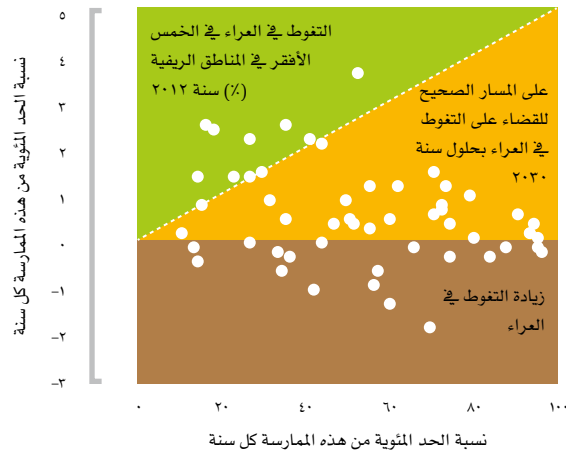 التغوط في العراء في الخمس
الأفقر في المناطق الريفية
(٪) سنة ٢٠١٢
على المسار الصحيح
للقضاء على التغوط
في العراء بحلول سنة
٢٠٣٠
زيادة التغوط في
العراء
نسبة الحد المئوية من هذه الممارسة كل سنة
٥
٤
٣
٢
١
٠
-١
-٢
-٣
٠ ٢٠ ٤٠ ٦٠ ٨٠ ١٠٠
نسبة الحد المئوية من هذه الممارسة كل سنة